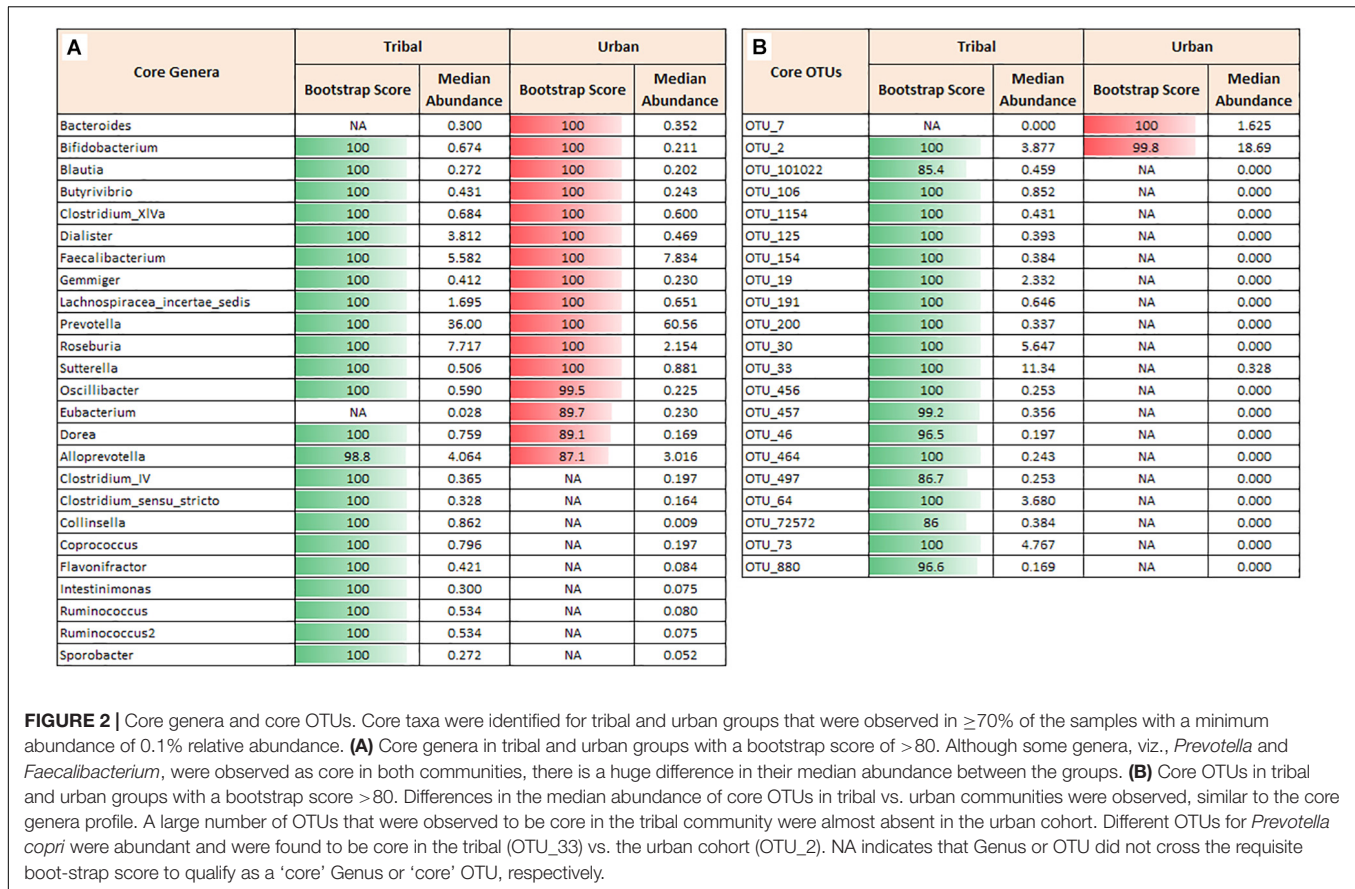 A
Core Genera Tribal Urban
Bootstrap Score Median Abundance Bootstrap Score Median Abundance
Bacteroides NA 0.300 100 0.352
Bifidobacterium 100 0.674 100 0.211
Blautia 100 0.272 100 0.202
Butyrivibrio 100 0.431 100 0.243
Clostridium_XlVa 100 0.684 100 0.600
Dialister 100 3.812 100 0.469
Faecalibacterium 100 5.582 100 7.834
Gemmiger 100 0.412 100 0.230
Lachnospiracea_incertae_sedis 100 1.695 100 0.651
Prevotella 100 36.00 100 60.56
Roseburia 100 7.717 100 2.154
Sutterella 100 0.506 100 0.881
Oscillibacter 100 0.590 99.5 0.225
Eubacterium NA 0.028 89.7 0.230
Dorea 100 0.759 89.1 0.169
Alloprevotella 98.8 4.064 87.1 3.016
Clostridium_IV 100 0.365 NA 0.197
Clostridium_sensu_stricto 100 0.328 NA 0.164
Collinsella 100 0.862 NA 0.009
Coprococcus 100 0.796 NA 0.197
Flavonifractor 100 0.421 NA 0.084
Intestinimonas 100 0.300 NA 0.075
Ruminococcus 100 0.534 NA 0.080
Ruminococcus2 100 0.534 NA 0.075
Sporobacter 100 0.272 NA 0.052
B
Core OTUs Tribal Urban
Bootstrap Score Median Abundance Bootstrap Score Median Abundance
OTU_7 NA 0.000 100 1.625
OTU_2 100 3.877 99.8 18.69
OTU_101022 85.4 0.459 NA 0.000
OTU_106 100 0.852 NA 0.000
OTU_1154 100 0.431 NA 0.000
OTU_125 100 0.393 NA 0.000
OTU_154 100 0.384 NA 0.000
OTU_19 100 2.332 NA 0.000
OTU_191 100 0.646 NA 0.000
OTU_200 100 0.337 NA 0.000
OTU_30 100 5.647 NA 0.000
OTU_33 100 11.34 NA 0.328
OTU_456 100 0.253 NA 0.000
OTU_457 99.2 0.356 NA 0.000
OTU_46 96.5 0.197 NA 0.000
OTU_464 100 0.243 NA 0.000
OTU_497 86.7 0.253 NA 0.000
OTU_64 100 3.680 NA 0.000
OTU_72572 86 0.384 NA 0.000
OTU_73 100 4.767 NA 0.000
OTU_880 96.6 0.169 NA 0.000
FIGURE 2 | Core genera and core OTUs. Core taxa were identified for tribal and urban groups that were observed in ≥70% of the samples with a minimum
abundance of 0.1% relative abundance. (A) Core genera in tribal and urban groups with a bootstrap score of >80. Although some genera, viz., Prevotella and
Faecalibacterium, were observed as core in both communities, there is a huge difference in their median abundance between the groups. (B) Core OTUs in tribal
and urban groups with a bootstrap score >80. Differences in the median abundance of core OTUs in tribal vs. urban communities were observed, similar to the core
genera profile. A large number of OTUs that were observed to be core in the tribal community were almost absent in the urban cohort. Different OTUs for Prevotella
copri were abundant and were found to be core in the tribal (OTU_33) vs. the urban cohort (OTU_2). NA indicates that Genus or OTU did not cross the requisite
boot-strap score to qualify as a 'core' Genus or 'core' OTU, respectively.